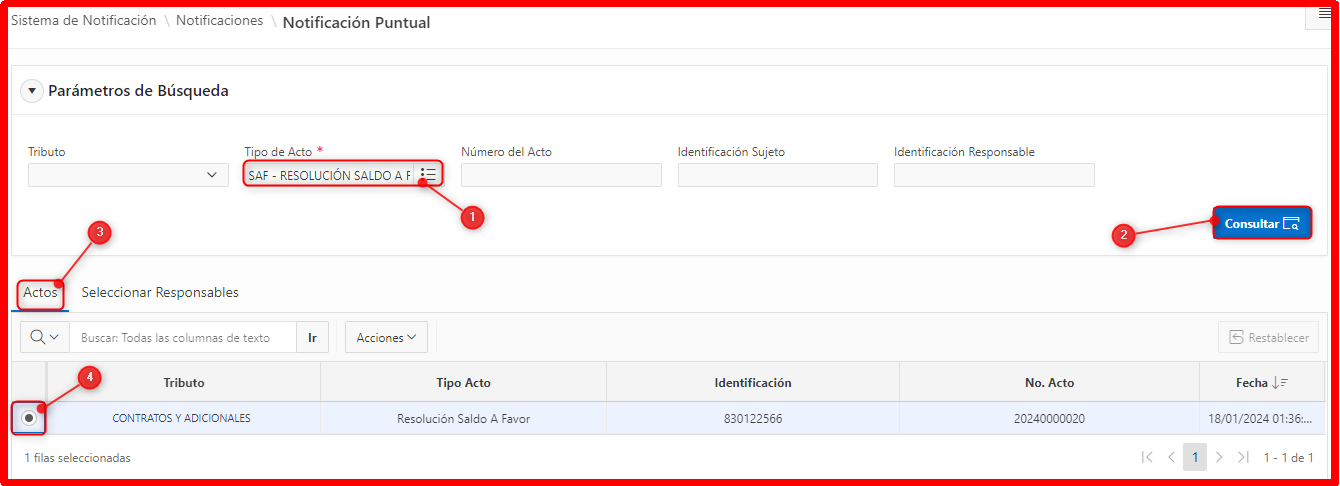 Sistema de Notificación \ Notificaciones \ Notificación Puntual
Parámetros de Búsqueda
Tributo Tipo de Acto * Número del Acto Identificación Sujeto Identificación Responsable
SAF - RESOLUCIÓN SALDO A F
1
3
2
Consultar
Actos Seleccionar Responsables
Buscar: Todas las columnas de texto Ir Acciones Restablecer
4
Tributo Tipo Acto Identificación No. Acto Fecha
CONTRATOS Y ADICIONALES Resolución Saldo A Favor 830122566 20240000020 18/01/2024 01:36:...
1 filas seleccionadas 1 1 - 1 de 1